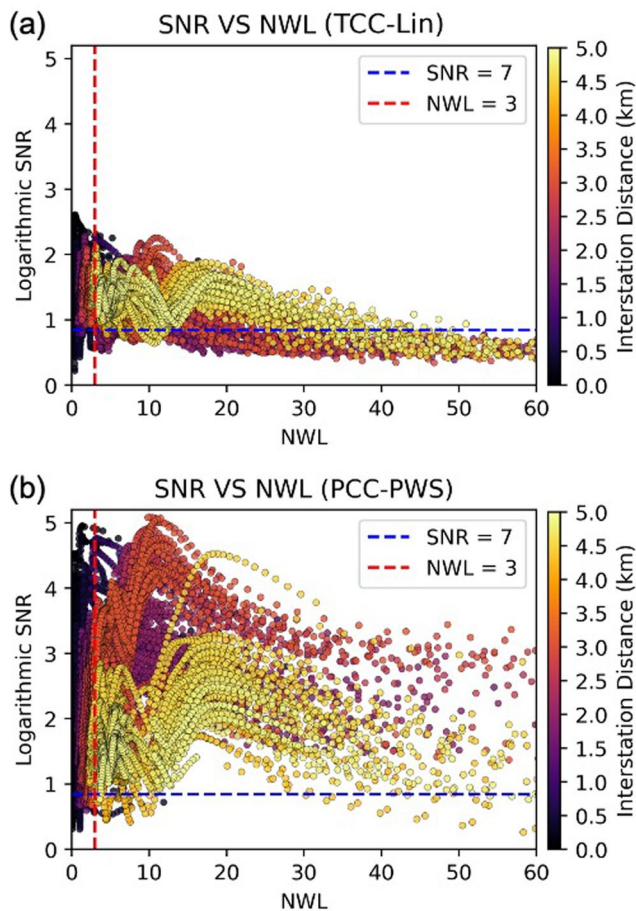 (a)
SNR VS NWL (TCC-Lin)
SNR = 7
NWL = 3
Logarithmic SNR
5
4
3
2
1
0
0 10 20 30 40 50 60
NWL
5.0
4.5
4.0
3.5
3.0
2.5
2.0
1.5
1.0
0.5
0.0
Interstation Distance (km)
(b)
SNR VS NWL (PCC-PWS)
SNR = 7
NWL = 3
Logarithmic SNR
5
4
3
2
1
0
0 10 20 30 40 50 60
NWL
5.0
4.5
4.0
3.5
3.0
2.5
2.0
1.5
1.0
0.5
0.0
Interstation Distance (km)